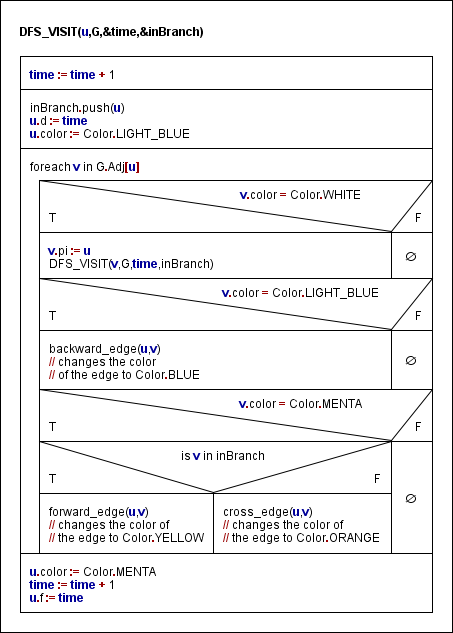 DFS_VISIT(u,G,&time,&inBranch)
time := time + 1
inBranch.push(u)
u.d := time
u.color := Color.LIGHT_BLUE
foreach v in G.Adj[u]
v.color = Color.WHITE
T F
v.pi := u
DFS_VISIT(v,G,time,inBranch)
∅
v.color = Color.LIGHT_BLUE
T F
backward_edge(u,v)
// changes the color
// of the edge to Color.BLUE
∅
v.color = Color.MENTA
T F
is v in inBranch
T F
∅
forward_edge(u,v)
// changes the color of
// the edge to Color.YELLOW
cross_edge(u,v)
// changes the color of
// the edge to Color.ORANGE
u.color := Color.MENTA
time := time + 1
u.f := time